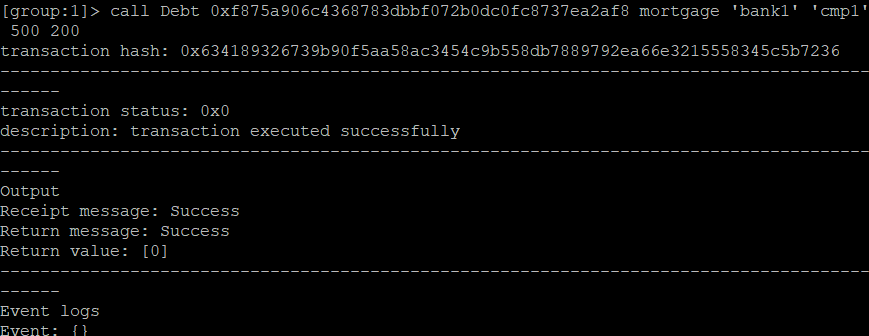 [group:1]> call Debt 0xf875a906c4368783dbbf072b0dc0fc8737ea2af8 mortgage 'bank1' 'cmp1'
500 200
transaction hash: 0x634189326739b90f5aa58ac3454c9b558db7889792ea66e3215558345c5b7236
---------------------------------------------------------------------------------------
------
transaction status: 0x0
description: transaction executed successfully
---------------------------------------------------------------------------------------
------
Output
Receipt message: Success
Return message: Success
Return value: [0]
---------------------------------------------------------------------------------------
------
Event logs
Event: {}